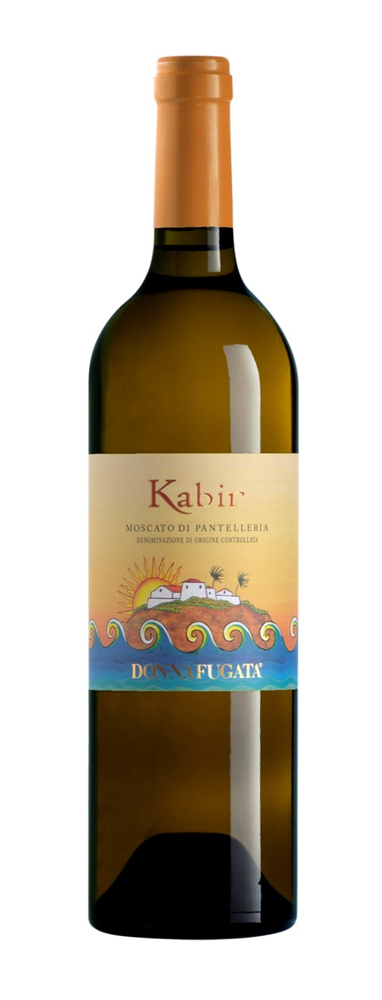 Kabir
MOSCATO DI PANTELLERIA
DENOMINAZIONE DI ORIGINE CONTROLLATA
DONNAFUGATA®